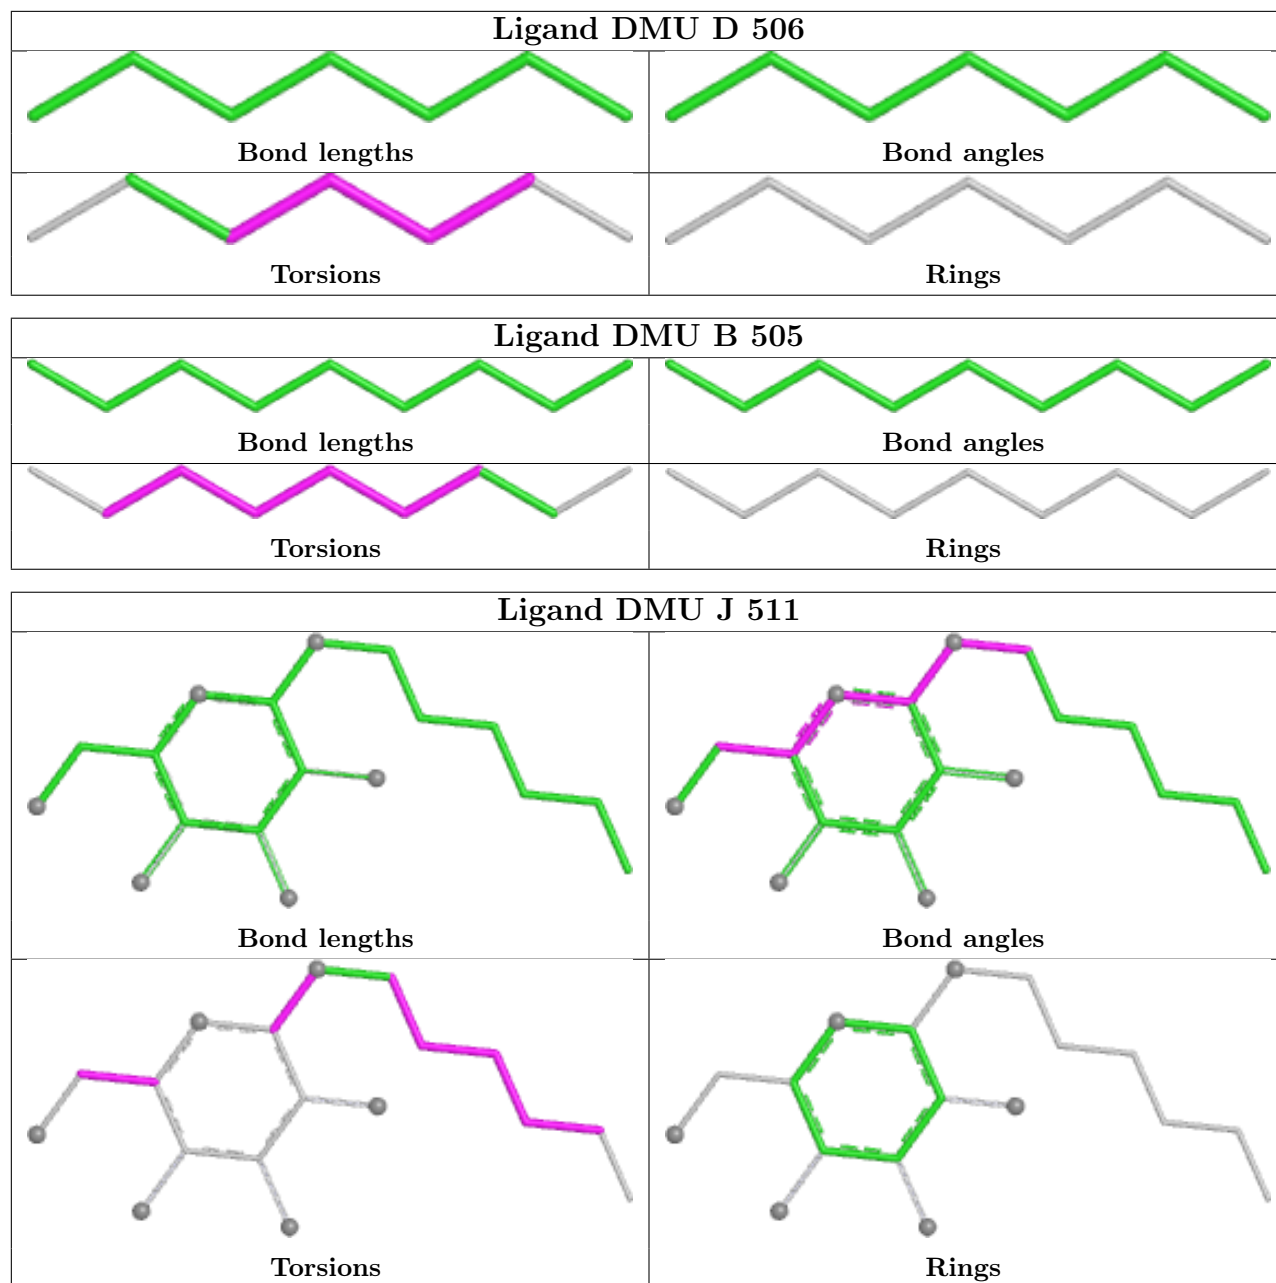 Ligand DMU D 506
Bond lengths
Bond angles
Torsions
Rings
Ligand DMU B 505
Bond lengths
Bond angles
Torsions
Rings
Ligand DMU J 511
Bond lengths
Bond angles
Torsions
Rings